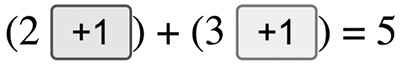 (2 +1) + (3 +1) = 5